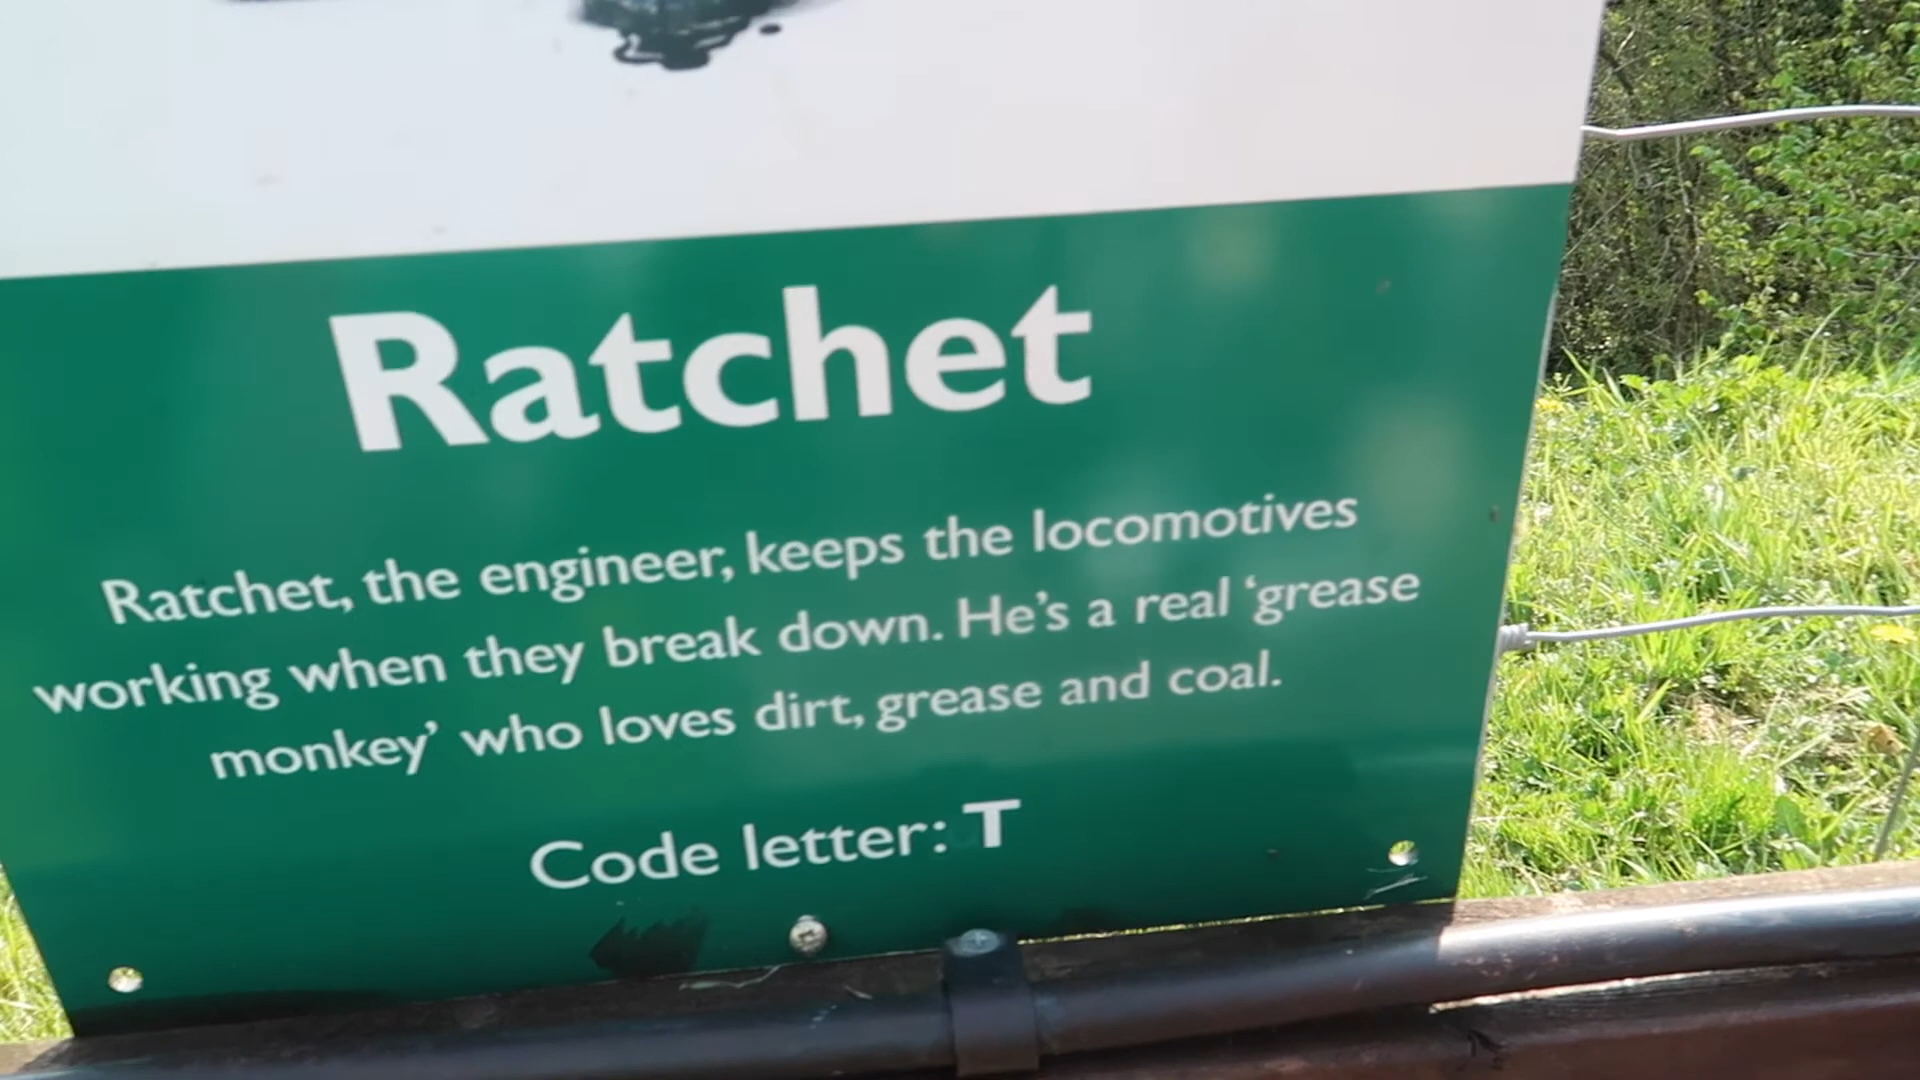 Ratchet
Ratchet, the engineer, keeps the locomotives
working when they break down. He's a real ‘grease
monkey’ who loves dirt, grease and coal.
Code letter: T